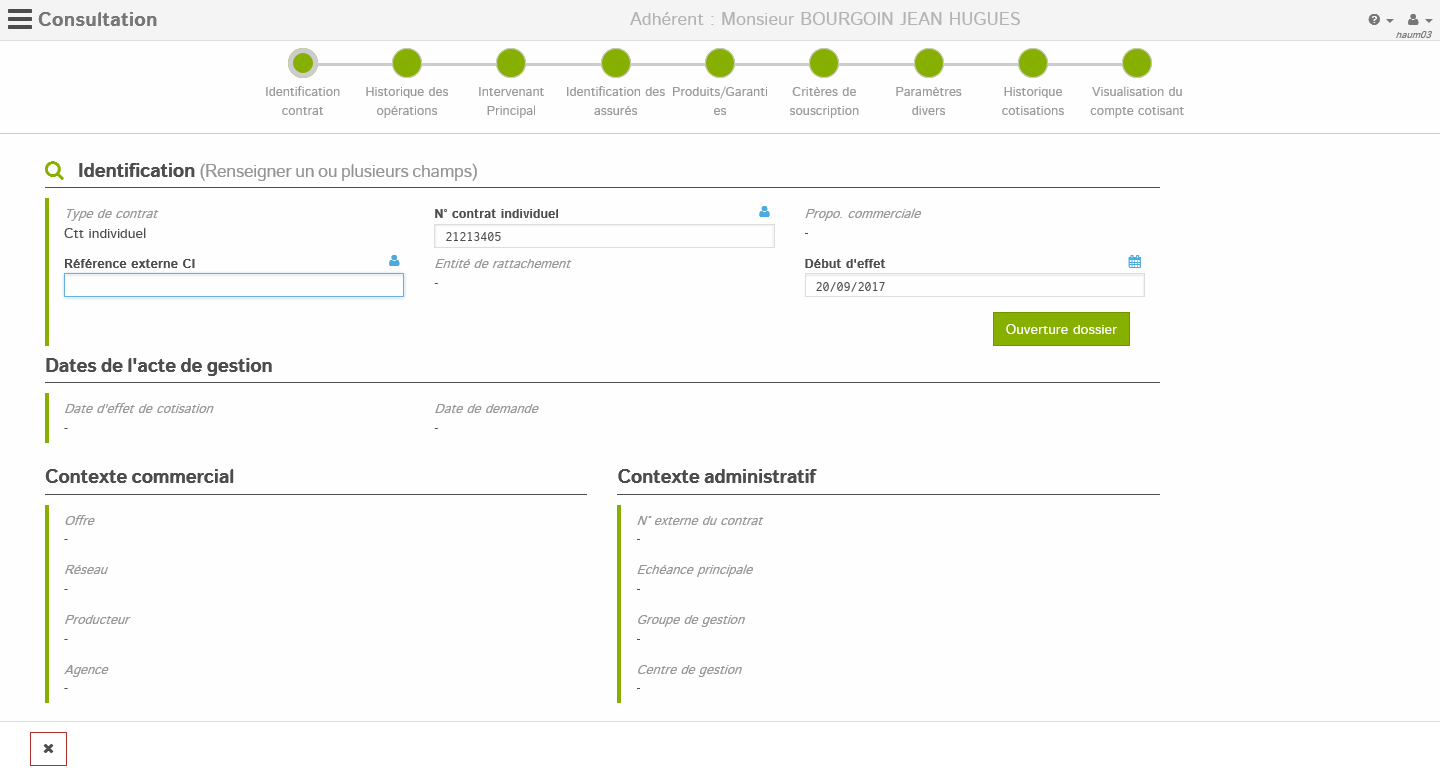 Consultation
Adhérent : Monsieur BOURGOIN JEAN HUGUES
haum03
Identification contrat
Historique des opérations
Intervenant Principal
Identification des assurés
Produits/Garanti es
Critères de souscription
Paramètres divers
Historique cotisations
Visualisation du compte cotisant
Identification (Renseigner un ou plusieurs champs)
Type de contrat
Ctt individuel
N° contrat individuel
21213405
Propo. commerciale
-
Référence externe CI
Entité de rattachement
-
Début d'effet
20/09/2017
Ouverture dossier
Dates de l'acte de gestion
Date d'effet de cotisation
-
Date de demande
-
Contexte commercial
Offre
-
Réseau
-
Producteur
-
Agence
-
Contexte administratif
N° externe du contrat
-
Echéance principale
-
Groupe de gestion
-
Centre de gestion
-